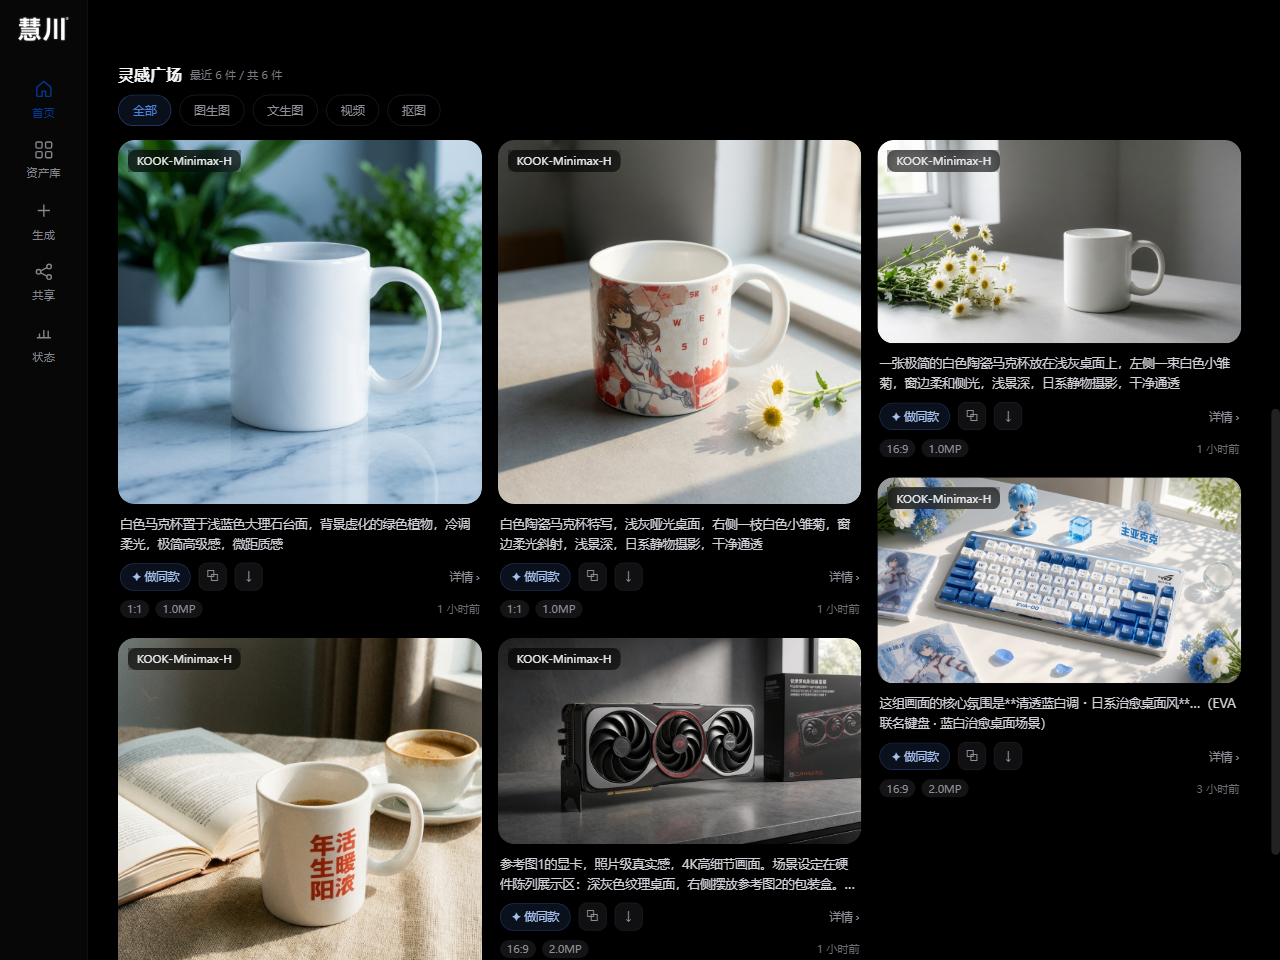 慧川
首页
资产库
生成
共享
状态
灵感广场 最近 6 件 / 共 6 件
全部 图生图 文生图 视频 抠图
KOOK-Minimax-H
白色马克杯置于浅蓝色大理石台面，背景虚化的绿色植物，冷调
柔光，极简高级感，微距质感
✦ 做同款 详情 ›
1:1 1.0MP 1 小时前
KOOK-Minimax-H
W E R
A S O
白色陶瓷马克杯特写，浅灰哑光桌面，右侧一枝白色小雏菊，窗
边柔光斜射，浅景深，日系静物摄影，干净通透
✦ 做同款 详情 ›
1:1 1.0MP 1 小时前
KOOK-Minimax-H
一张极简的白色陶瓷马克杯放在浅灰桌面上，左侧一束白色小雏
菊，窗边柔和侧光，浅景深，日系静物摄影，干净通透
✦ 做同款 详情 ›
16:9 1.0MP 1 小时前
KOOK-Minimax-H
主亚克克
EVA-00
这组画面的核心氛围是**清透蓝白调 · 日系治愈桌面风**...（EVA
联名键盘 · 蓝白治愈桌面场景）
✦ 做同款 详情 ›
16:9 2.0MP 3 小时前
KOOK-Minimax-H
年活
生暖
阳浓
KOOK-Minimax-H
参考图1的显卡，照片级真实感，4K高细节画面。场景设定在硬
件陈列展示区：深灰色纹理桌面，右侧摆放参考图2的包装盒。...
✦ 做同款 详情 ›
16:9 2.0MP 1 小时前